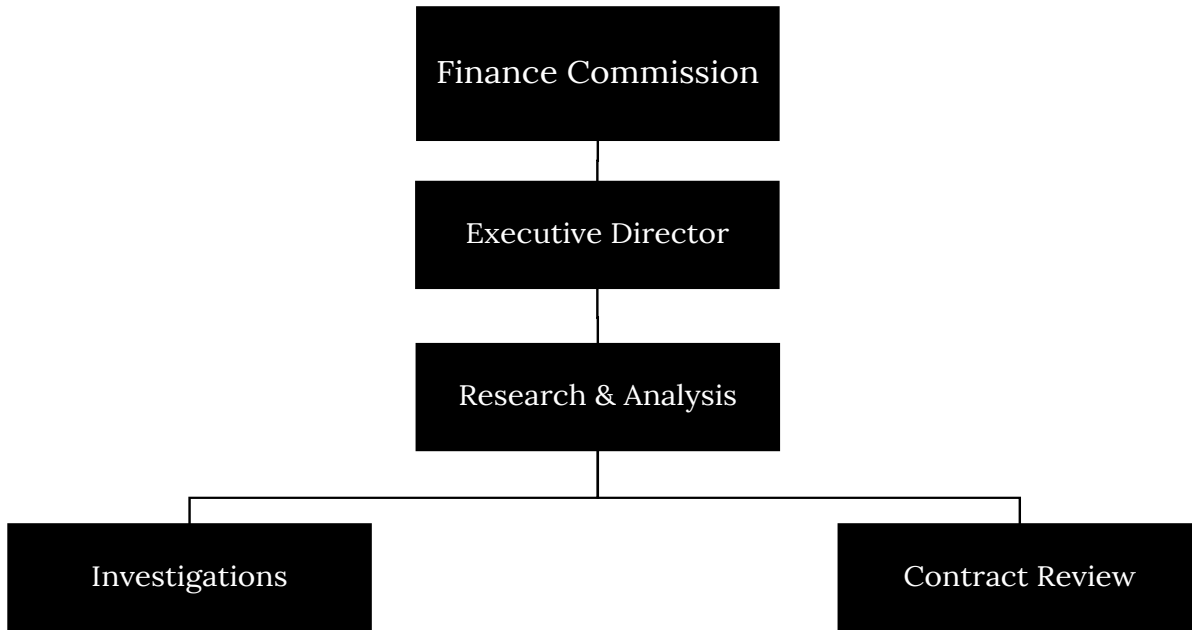 Finance Commission
Executive Director
Research & Analysis
Investigations
Contract Review